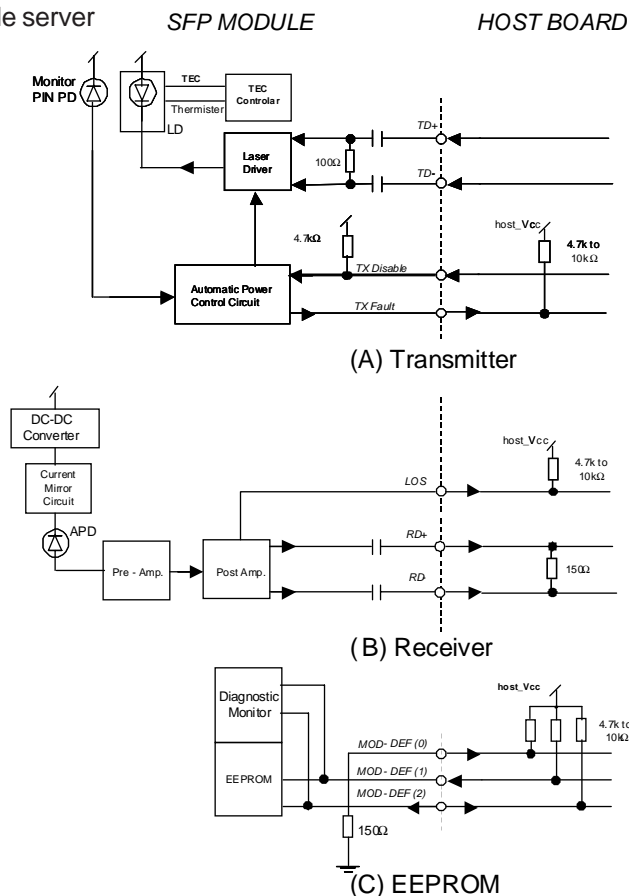 le server
SFP MODULE
HOST BOARD
Monitor
PIN PD
TEC
Thermister
LD
TEC
Controlar
Laser
Driver
100Ω
TD+
TD-
4.7kΩ
host_Vcc
4.7k to
10kΩ
Automatic Power
Control Circuit
TX Disable
TX Fault
(A) Transmitter
DC-DC
Converter
Current
Mirror
Circuit
APD
Pre - Amp.
Post Amp.
LOS
RD+
RD-
host_Vcc
4.7k to
10kΩ
150Ω
(B) Receiver
Diagnostic
Monitor
EEPROM
MOD- DEF (0)
MOD- DEF (1)
MOD- DEF (2)
host_Vcc
4.7k to
10kΩ
150Ω
(C) EEPROM